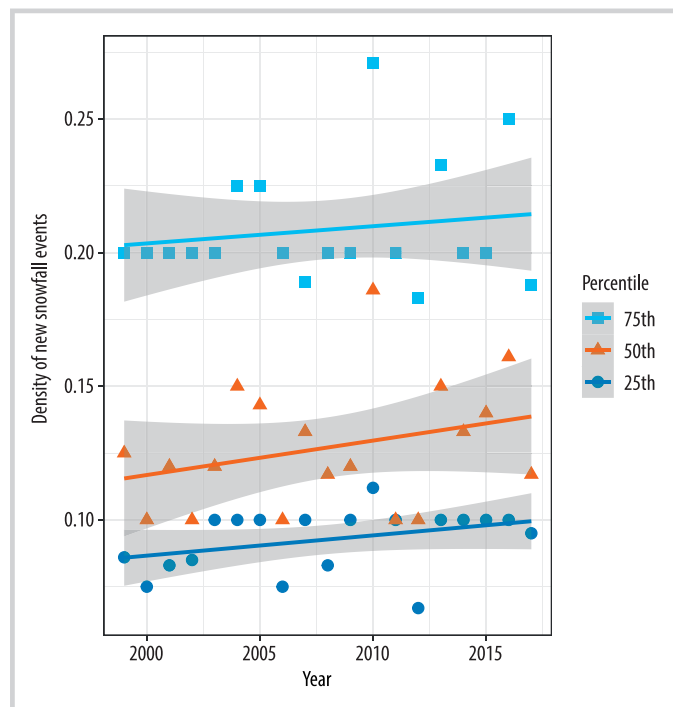 0.25
0.20
0.15
0.10
Density of new snowfall events
2000 2005 2010 2015
Year
Percentile
75th
50th
25th